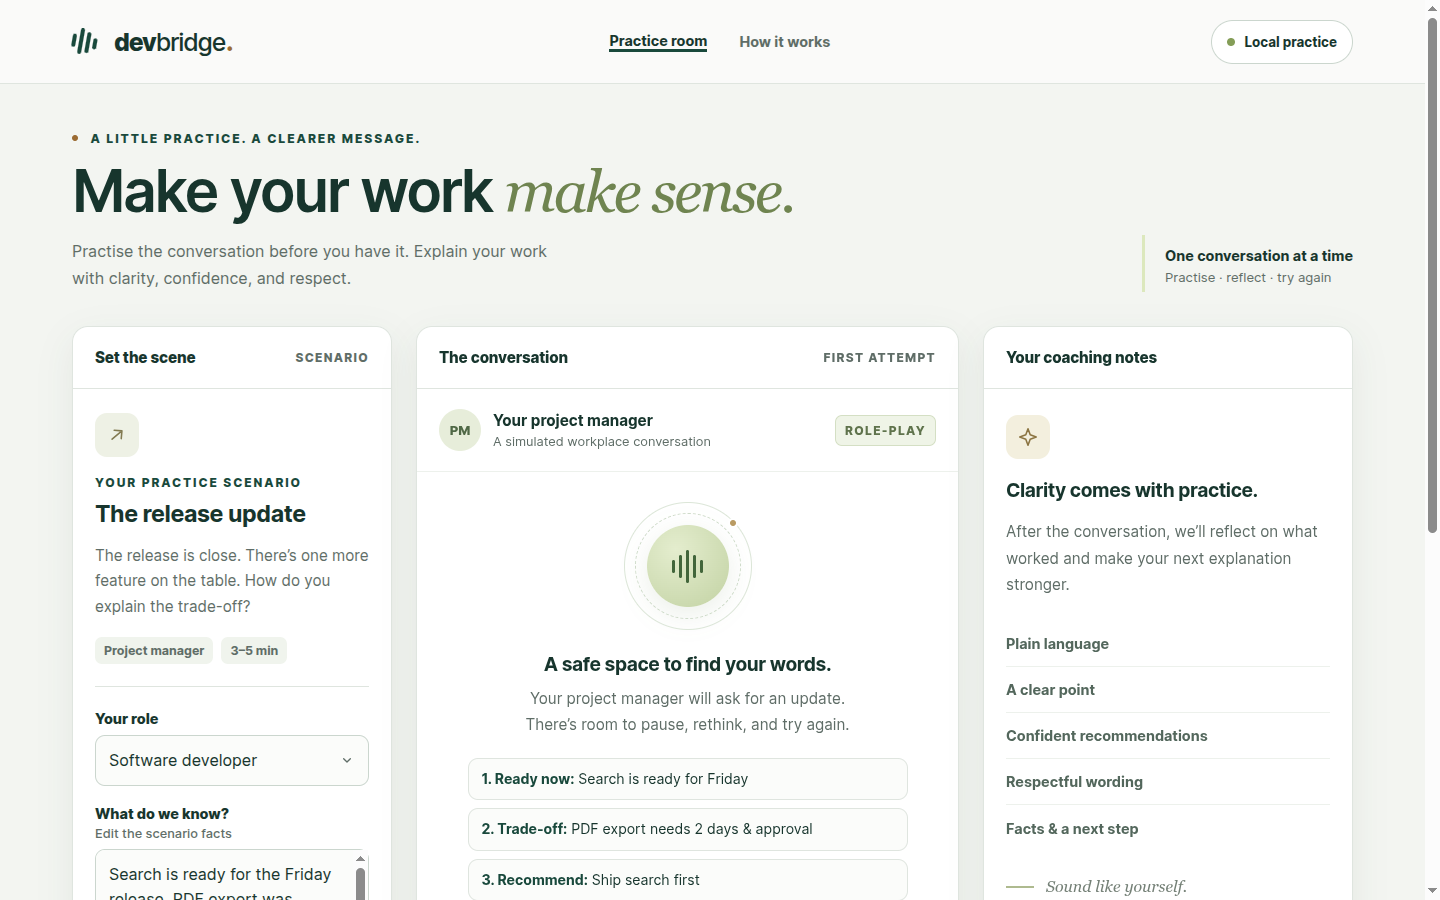 devbridge.
Practice room
How it works
Local practice
A LITTLE PRACTICE. A CLEARER MESSAGE.
Make your work make sense.
Practise the conversation before you have it. Explain your work
with clarity, confidence, and respect.
One conversation at a time
Practise · reflect · try again
Set the scene
SCENARIO
YOUR PRACTICE SCENARIO
The release update
The release is close. There’s one more
feature on the table. How do you
explain the trade-off?
Project manager
3–5 min
Your role
Software developer
What do we know?
Edit the scenario facts
Search is ready for the Friday
release. PDF export was
The conversation
FIRST ATTEMPT
PM
Your project manager
A simulated workplace conversation
ROLE-PLAY
A safe space to find your words.
Your project manager will ask for an update.
There’s room to pause, rethink, and try again.
1. Ready now: Search is ready for Friday
2. Trade-off: PDF export needs 2 days & approval
3. Recommend: Ship search first
Your coaching notes
Clarity comes with practice.
After the conversation, we’ll reflect on what
worked and make your next explanation
stronger.
Plain language
A clear point
Confident recommendations
Respectful wording
Facts & a next step
Sound like yourself.